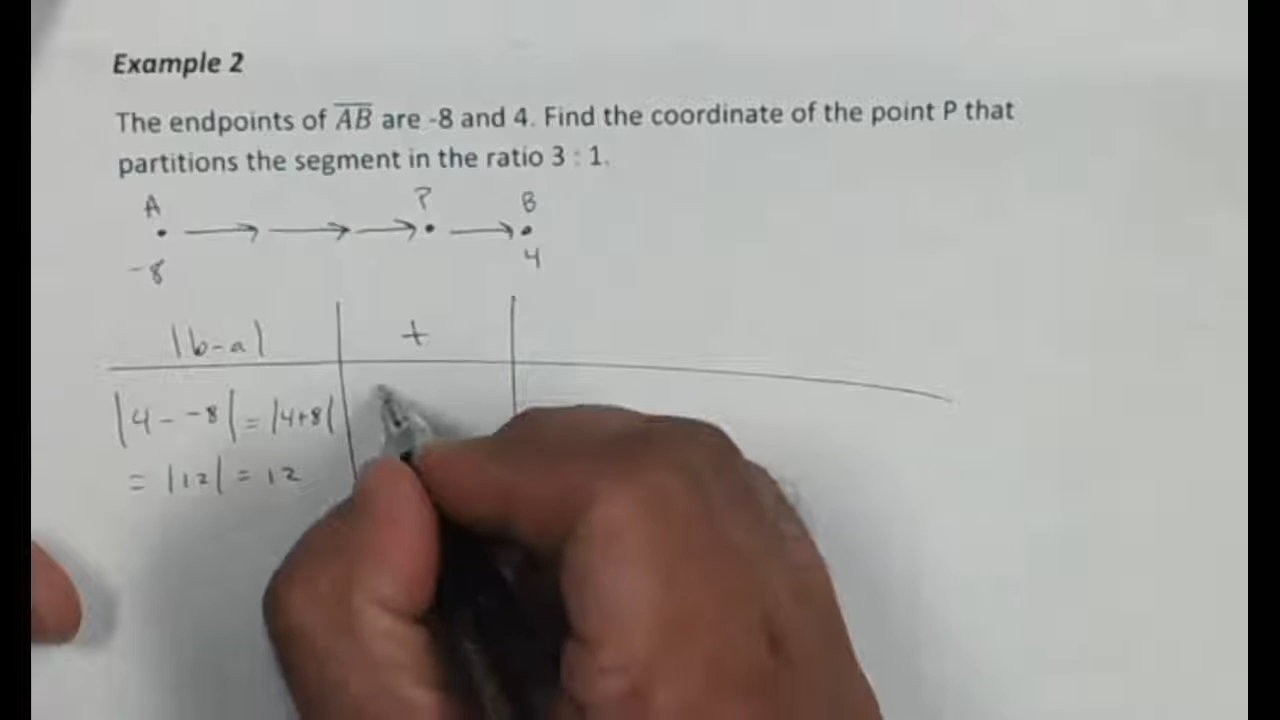 Example 2
The endpoints of AB are -8 and 4. Find the coordinate of the point P that
partitions the segment in the ratio 3 : 1.
A P B
-8 4
|b-a| +
|4--8| = |4+8|
= |12| = 12